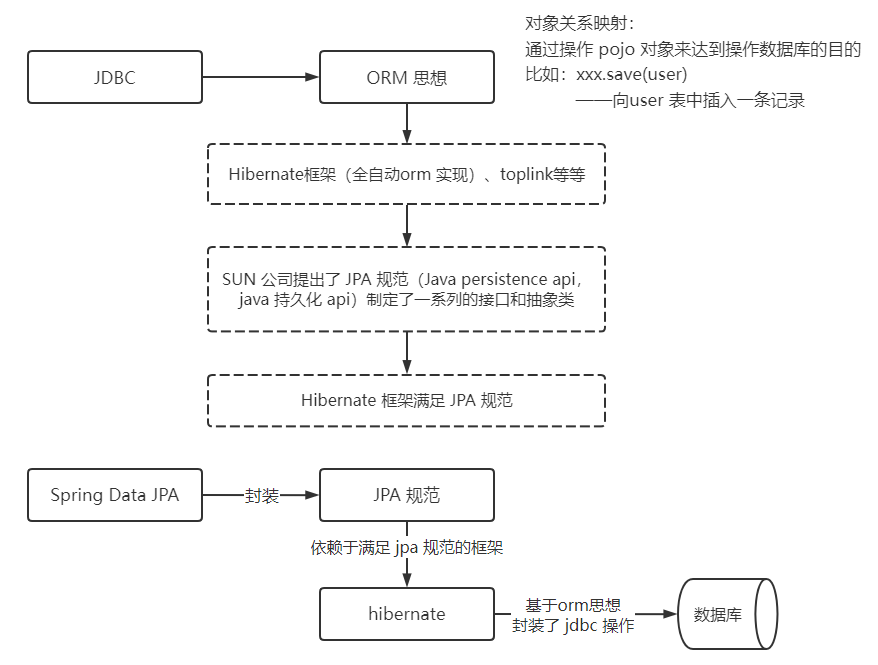 对象关系映射：
通过操作 pojo 对象来达到操作数据库的目的
比如：xxx.save(user)
——向user 表中插入一条记录
JDBC
ORM 思想
Hibernate框架（全自动orm 实现）、toplink等等
SUN 公司提出了 JPA 规范（Java persistence api，
java 持久化 api）制定了一系列的接口和抽象类
Hibernate 框架满足 JPA 规范
Spring Data JPA
封装
JPA 规范
依赖于满足 jpa 规范的框架
hibernate
基于orm思想
封装了 jdbc 操作
数据库